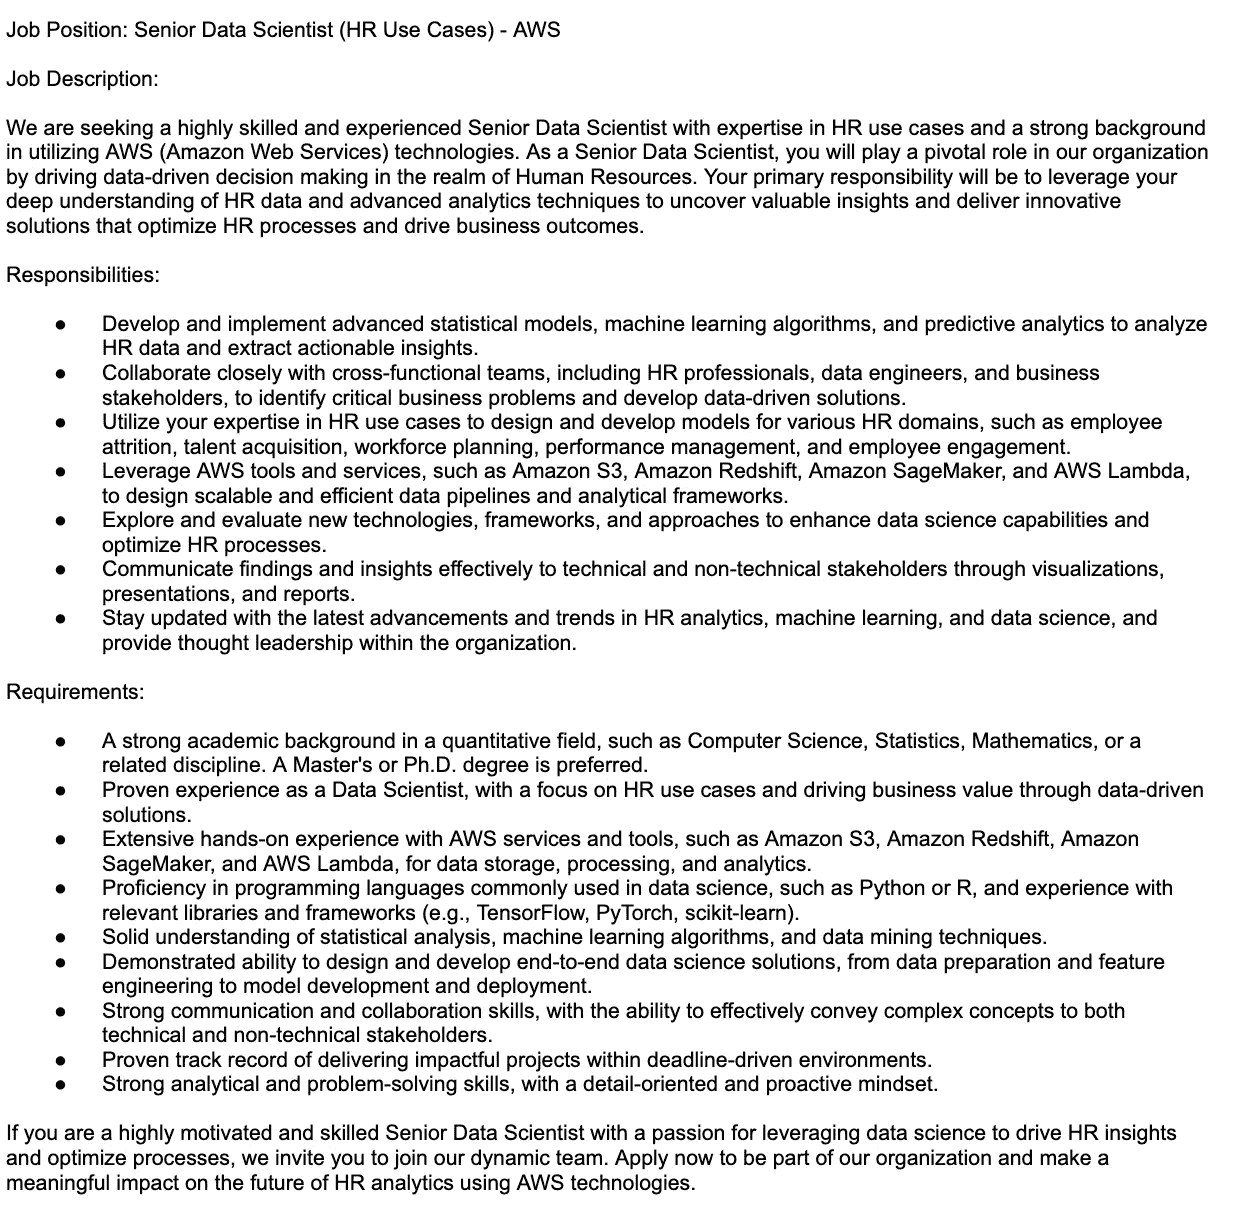 Job Position: Senior Data Scientist (HR Use Cases) - AWS
Job Description:
We are seeking a highly skilled and experienced Senior Data Scientist with expertise in HR use cases and a strong background
in utilizing AWS (Amazon Web Services) technologies. As a Senior Data Scientist, you will play a pivotal role in our organization
by driving data-driven decision making in the realm of Human Resources. Your primary responsibility will be to leverage your
deep understanding of HR data and advanced analytics techniques to uncover valuable insights and deliver innovative
solutions that optimize HR processes and drive business outcomes.
Responsibilities:
● Develop and implement advanced statistical models, machine learning algorithms, and predictive analytics to analyze
HR data and extract actionable insights.
● Collaborate closely with cross-functional teams, including HR professionals, data engineers, and business
stakeholders, to identify critical business problems and develop data-driven solutions.
● Utilize your expertise in HR use cases to design and develop models for various HR domains, such as employee
attrition, talent acquisition, workforce planning, performance management, and employee engagement.
● Leverage AWS tools and services, such as Amazon S3, Amazon Redshift, Amazon SageMaker, and AWS Lambda,
to design scalable and efficient data pipelines and analytical frameworks.
● Explore and evaluate new technologies, frameworks, and approaches to enhance data science capabilities and
optimize HR processes.
● Communicate findings and insights effectively to technical and non-technical stakeholders through visualizations,
presentations, and reports.
● Stay updated with the latest advancements and trends in HR analytics, machine learning, and data science, and
provide thought leadership within the organization.
Requirements:
● A strong academic background in a quantitative field, such as Computer Science, Statistics, Mathematics, or a
related discipline. A Master's or Ph.D. degree is preferred.
● Proven experience as a Data Scientist, with a focus on HR use cases and driving business value through data-driven
solutions.
● Extensive hands-on experience with AWS services and tools, such as Amazon S3, Amazon Redshift, Amazon
SageMaker, and AWS Lambda, for data storage, processing, and analytics.
● Proficiency in programming languages commonly used in data science, such as Python or R, and experience with
relevant libraries and frameworks (e.g., TensorFlow, PyTorch, scikit-learn).
● Solid understanding of statistical analysis, machine learning algorithms, and data mining techniques.
● Demonstrated ability to design and develop end-to-end data science solutions, from data preparation and feature
engineering to model development and deployment.
● Strong communication and collaboration skills, with the ability to effectively convey complex concepts to both
technical and non-technical stakeholders.
● Proven track record of delivering impactful projects within deadline-driven environments.
● Strong analytical and problem-solving skills, with a detail-oriented and proactive mindset.
If you are a highly motivated and skilled Senior Data Scientist with a passion for leveraging data science to drive HR insights
and optimize processes, we invite you to join our dynamic team. Apply now to be part of our organization and make a
meaningful impact on the future of HR analytics using AWS technologies.